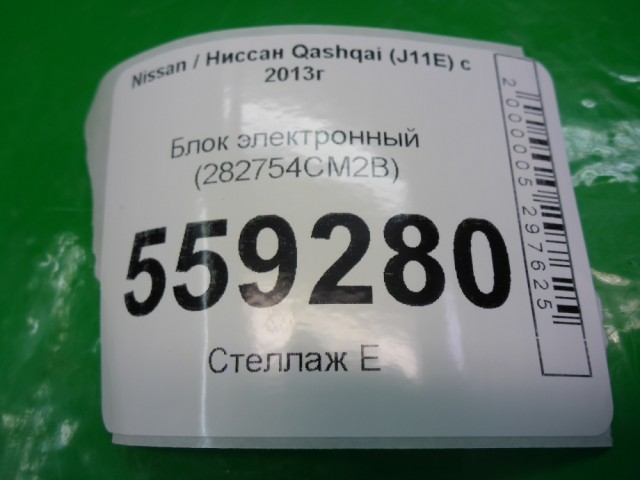 Nissan / Ниссан Qashqai (J11E) с
2013г
Блок электронный
(282754CM2B)
559280
Стеллаж Е
2000005297625